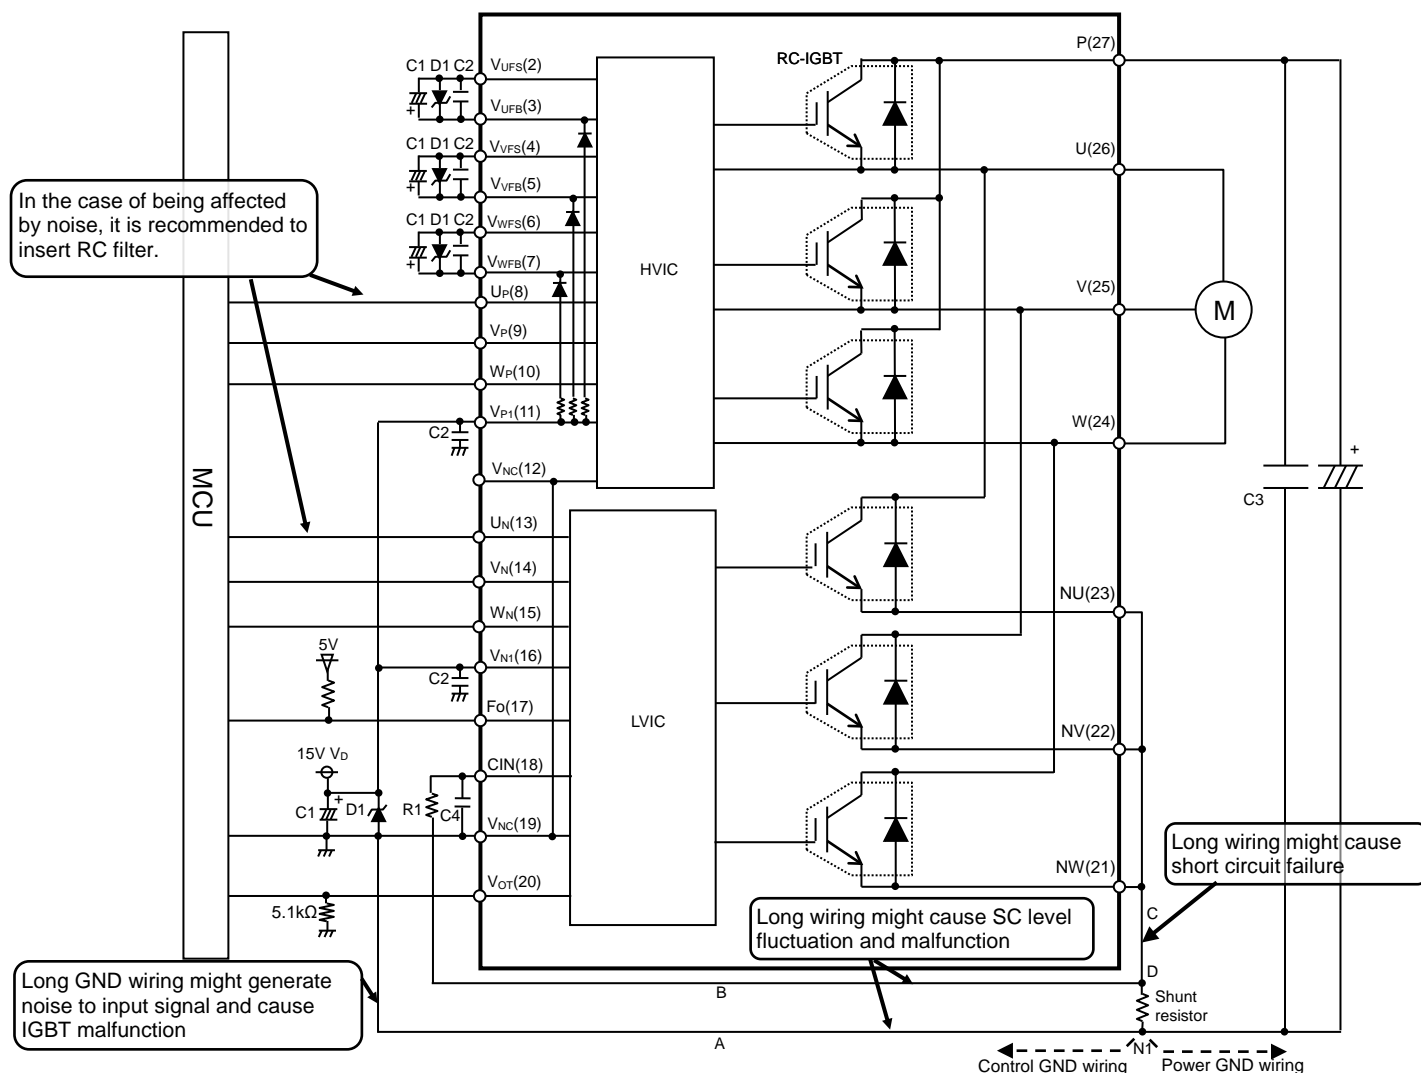 P(27)
RC-IGBT
C1 D1 C2
VUFS(2)
+
VUFB(3)
U(26)
C1 D1 C2
VVFS(4)
+
VVFB(5)
In the case of being affected
by noise, it is recommended to
insert RC filter.
C1 D1 C2
VWFS(6)
+
VWFB(7)
HVIC
UP(8)
V(25)
M
VP(9)
WP(10)
VP1(11)
C2
W(24)
+
MCU
VNC(12)
C3
UN(13)
VN(14)
NU(23)
WN(15)
5V
VN1(16)
C2
Fo(17)
LVIC
NV(22)
15V VD
CIN(18)
+
C1
D1
R1
C4
VNC(19)
Long wiring might cause
short circuit failure
NW(21)
VOT(20)
5.1kΩ
Long wiring might cause SC level
fluctuation and malfunction
C
Long GND wiring might generate
noise to input signal and cause
IGBT malfunction
D
B
Shunt
resistor
A
N1
Control GND wiring
Power GND wiring